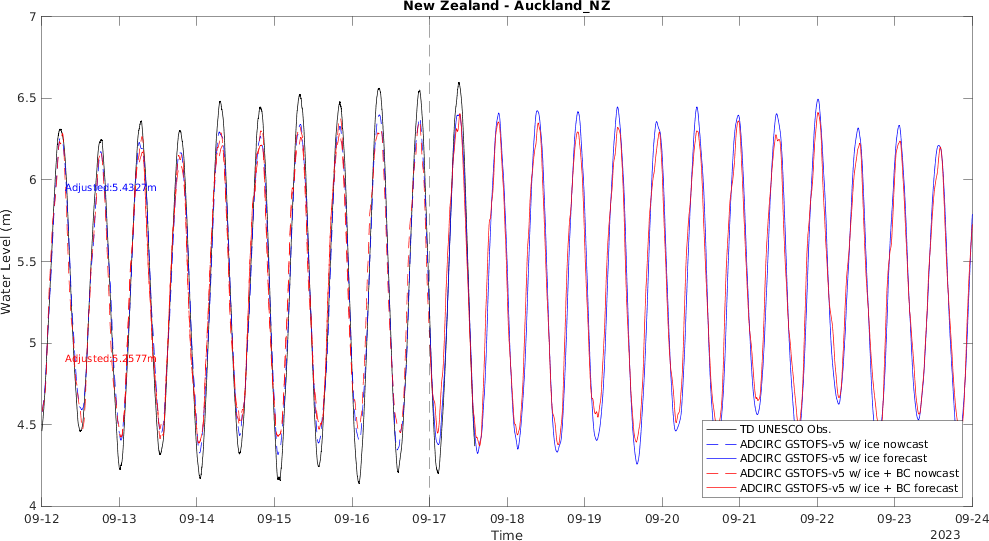 New Zealand - Auckland_NZ
7
6.5
6
5.5
5
4.5
4
Water Level (m)
Adjusted:5.4327m
Adjusted:5.2577m
TD UNESCO Obs.
ADCIRC GSTOFS-v5 w/ ice nowcast
ADCIRC GSTOFS-v5 w/ ice forecast
ADCIRC GSTOFS-v5 w/ ice + BC nowcast
ADCIRC GSTOFS-v5 w/ ice + BC forecast
09-12 09-13 09-14 09-15 09-16 09-17 09-18 09-19 09-20 09-21 09-22 09-23 09-24
Time
2023